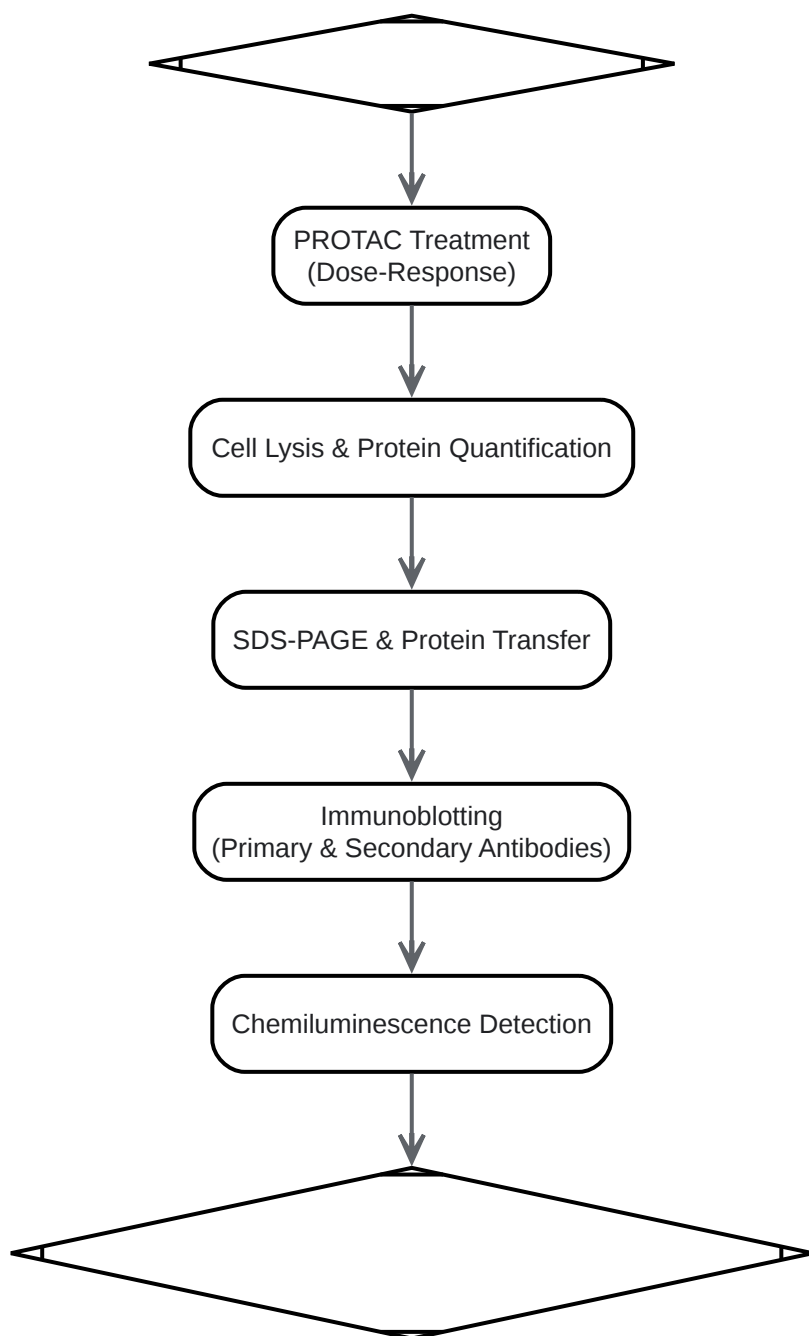 PROTAC Treatment
(Dose-Response)
Cell Lysis & Protein Quantification
SDS-PAGE & Protein Transfer
Immunoblotting
(Primary & Secondary Antibodies)
Chemiluminescence Detection